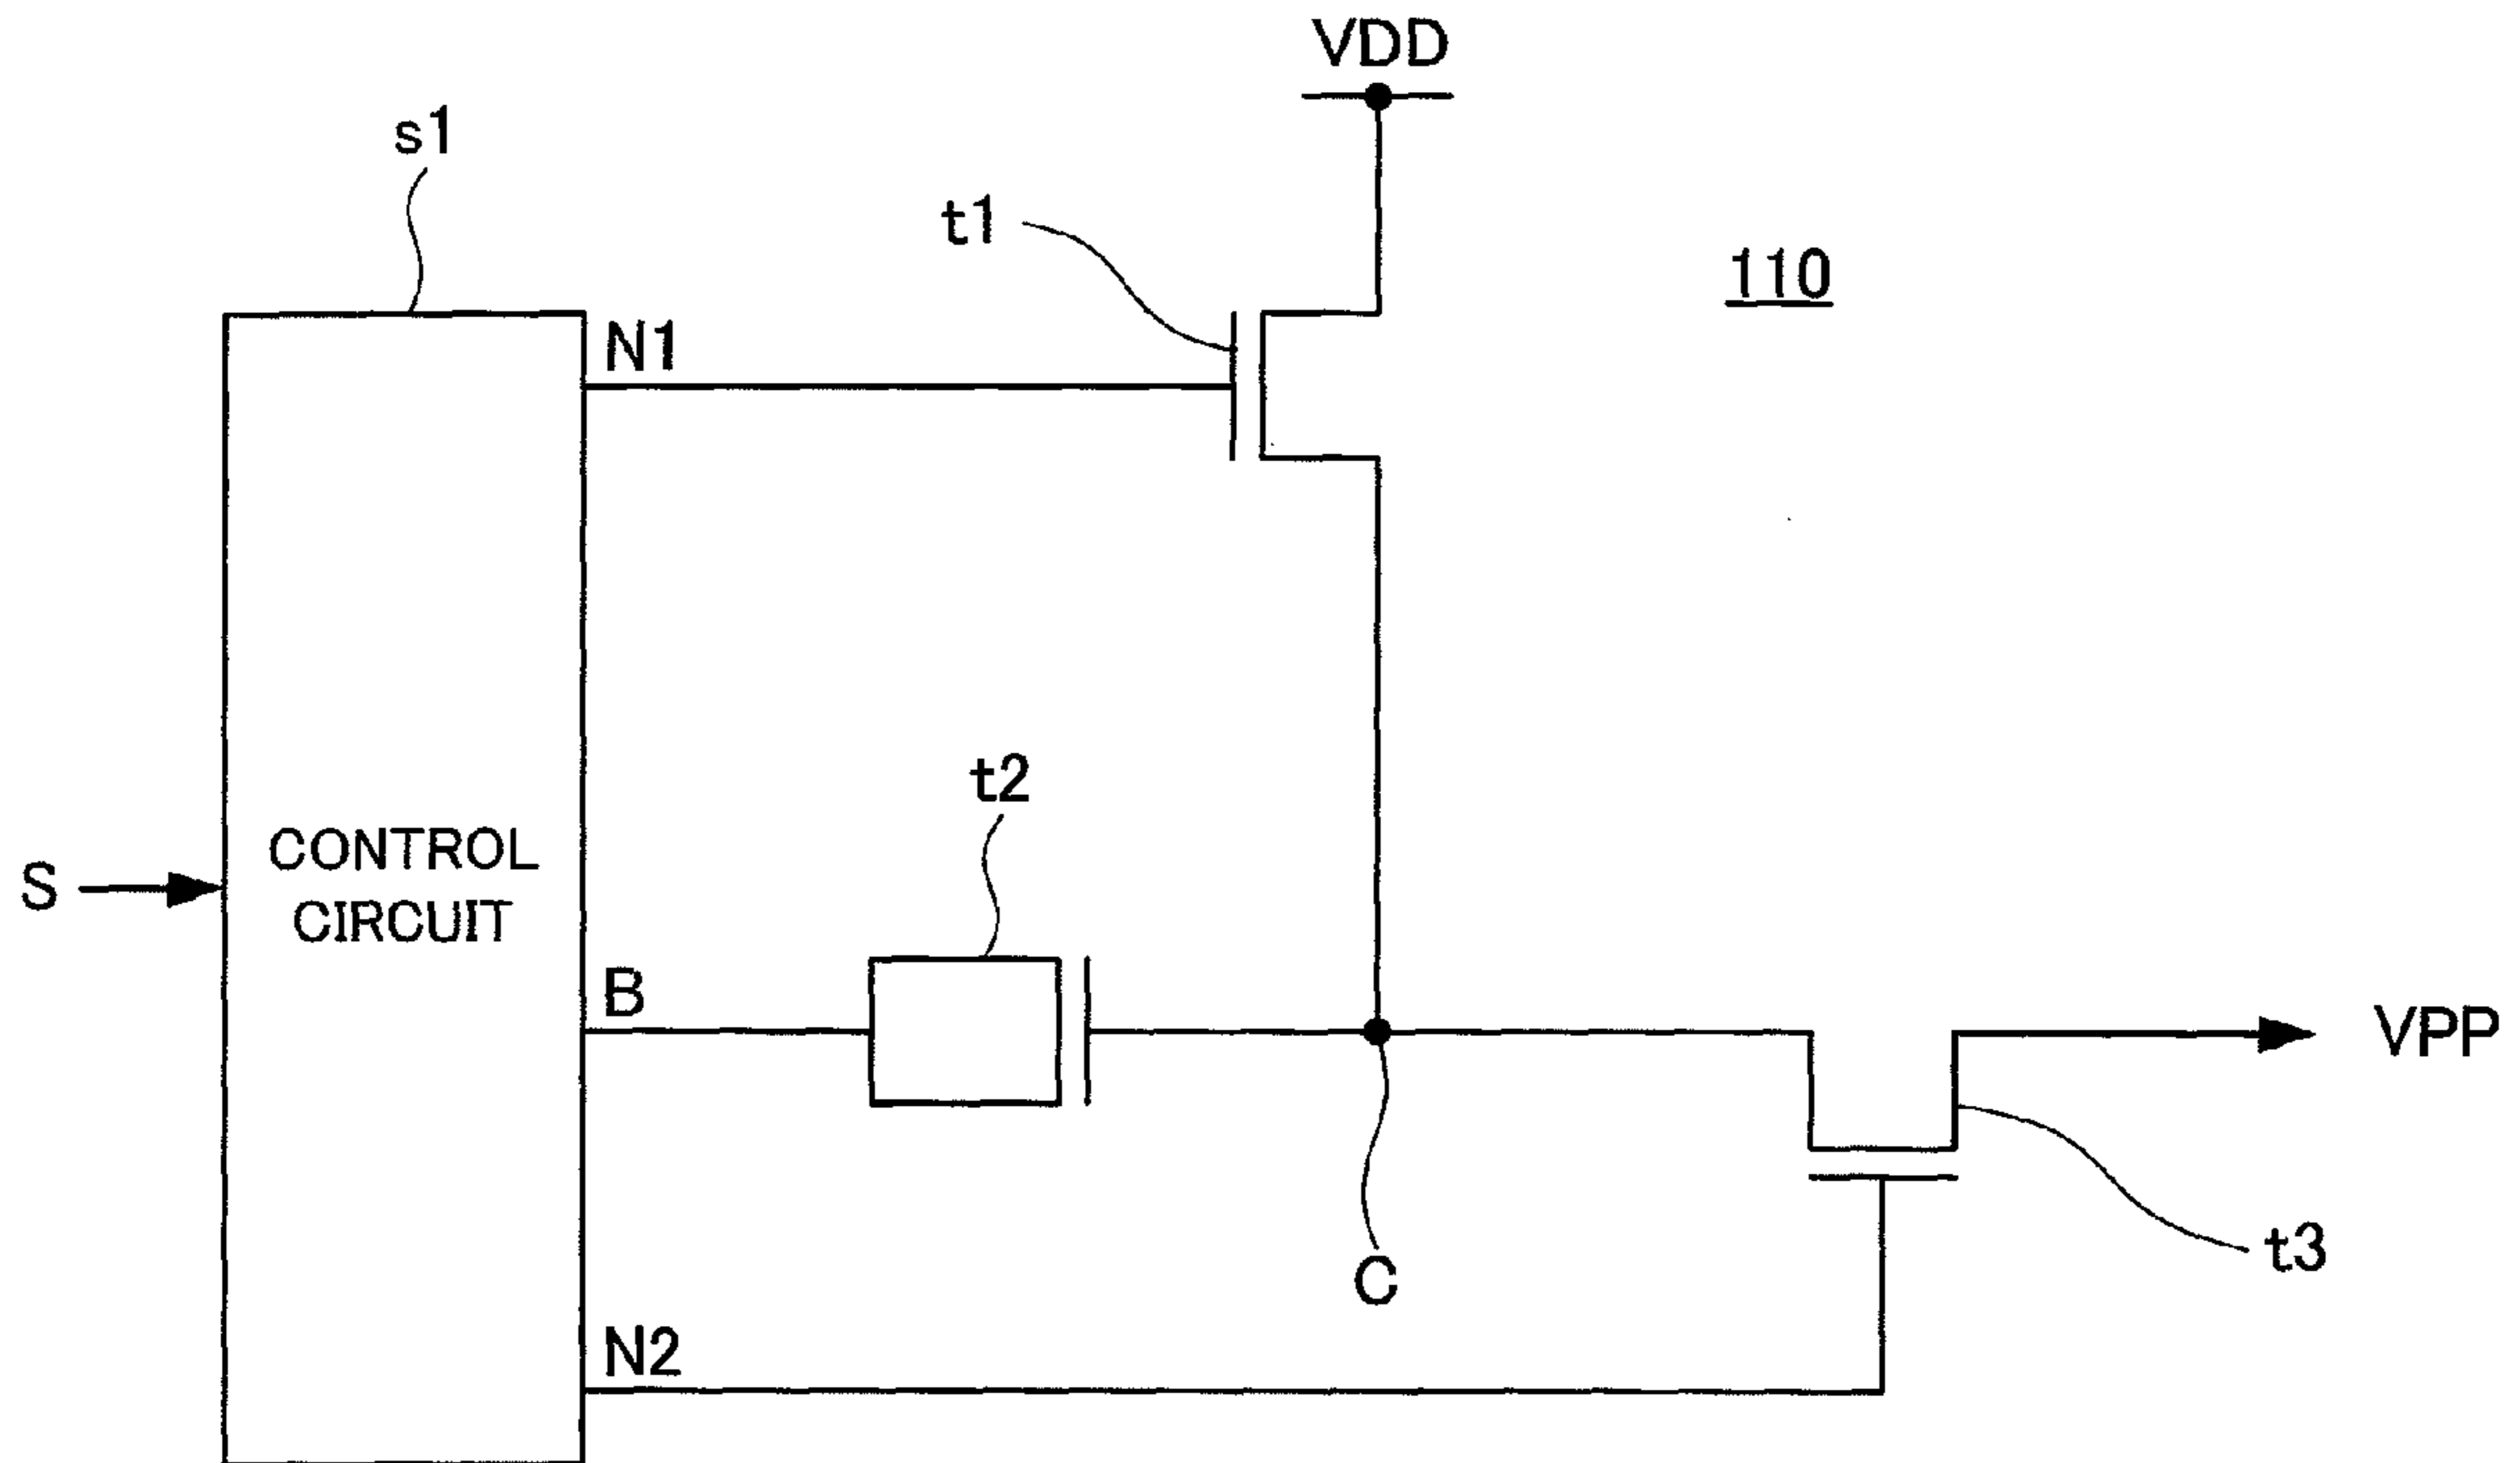 VDD
s1
t1
110
N1
t2
CONTROL
CIRCUIT
S
B
VPP
C
t3
N2